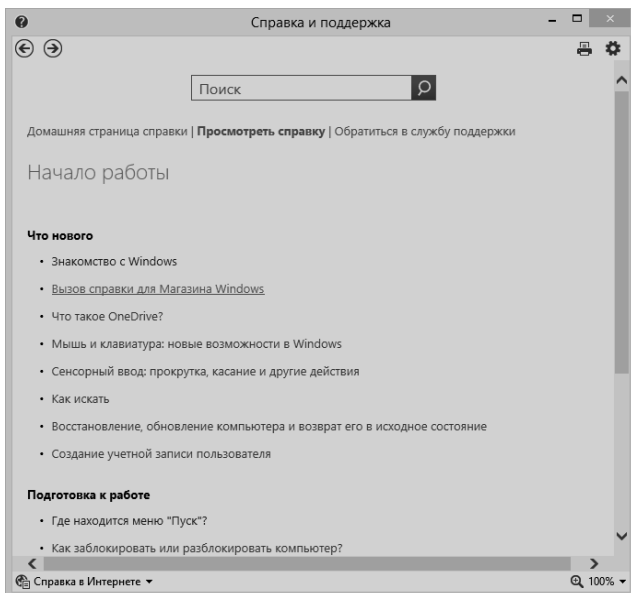 Справка и поддержка
Поиск
Домашняя страница справки | Просмотреть справку | Обратиться в службу поддержки
Начало работы
Что нового
• Знакомство с Windows
• Вызов справки для Магазина Windows
• Что такое OneDrive?
• Мышь и клавиатура: новые возможности в Windows
• Сенсорный ввод: прокрутка, касание и другие действия
• Как искать
• Восстановление, обновление компьютера и возврат его в исходное состояние
• Создание учетной записи пользователя
Подготовка к работе
• Где находится меню "Пуск"?
• Как заблокировать или разблокировать компьютер?
Справка в Интернете 100%